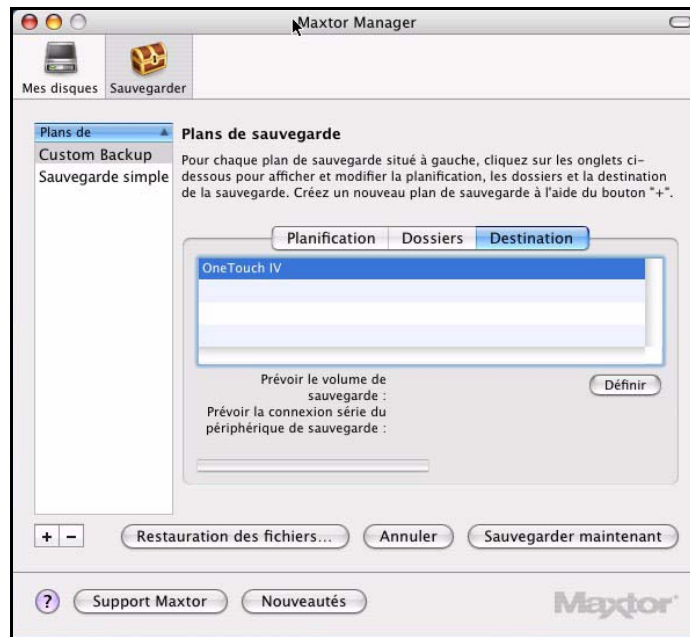 Maxtor Manager
Mes disques
Sauvegarder
Plans de
Custom Backup
Sauvegarde simple
Plans de sauvegarde
Pour chaque plan de sauvegarde situé à gauche, cliquez sur les onglets ci-
dessous pour afficher et modifier la planification, les dossiers et la destination
de la sauvegarde. Créez un nouveau plan de sauvegarde à l'aide du bouton "+".
Planification
Dossiers
Destination
OneTouch IV
Prévoir le volume de
sauvegarde :
Prévoir la connexion série du
périphérique de sauvegarde :
Définir
+
−
Restauration des fichiers...
Annuler
Sauvegarder maintenant
?
Support Maxtor
Nouveautés
Maxtor